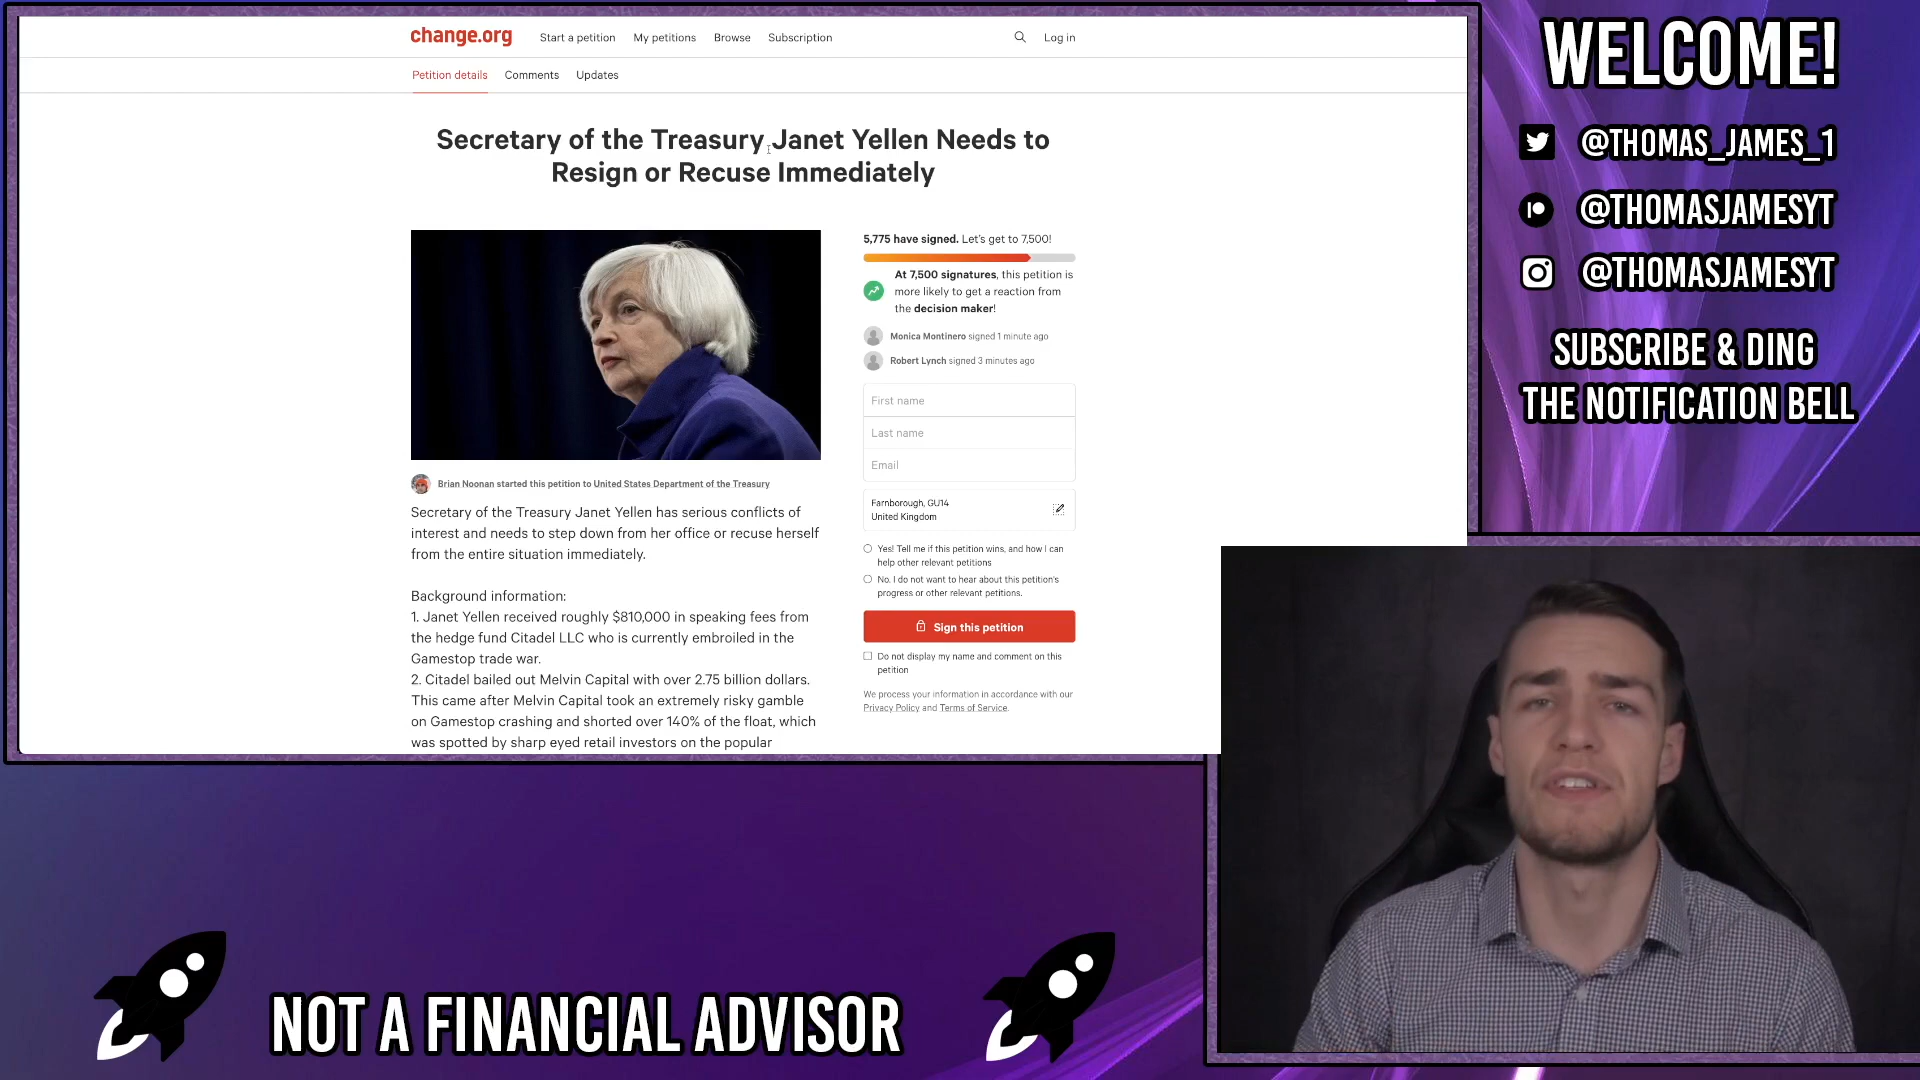 change.org
Start a petition
My petitions
Browse
Subscription
Log in
Petition details
Comments
Updates
Secretary of the Treasury Janet Yellen Needs to
Resign or Recuse Immediately
5,775 have signed. Let's get to 7,500!
At 7,500 signatures, this petition is
more likely to get a reaction from
the decision maker!
Monica Montinero signed 1 minute ago
Robert Lynch signed 3 minutes ago
First name
Last name
Email
Farnborough, GU14
United Kingdom
Yes! Tell me if this petition wins, and how I can
help other relevant petitions
No. I do not want to hear about this petition's
progress or other relevant petitions.
Sign this petition
Do not display my name and comment on this
petition
We process your information in accordance with our
Privacy Policy and Terms of Service.
Brian Noonan started this petition to United States Department of the Treasury
Secretary of the Treasury Janet Yellen has serious conflicts of
interest and needs to step down from her office or recuse herself
from the entire situation immediately.
Background information:
1. Janet Yellen received roughly $810,000 in speaking fees from
the hedge fund Citadel LLC who is currently embroiled in the
Gamestop trade war.
2. Citadel bailed out Melvin Capital with over 2.75 billion dollars.
This came after Melvin Capital took an extremely risky gamble
on Gamestop crashing and shorted over 140% of the float, which
was spotted by sharp eyed retail investors on the popular
WELCOME!
@THOMAS_JAMES_1
@THOMASJAMESYT
@THOMASJAMESYT
SUBSCRIBE & DING
THE NOTIFICATION BELL
NOT A FINANCIAL ADVISOR